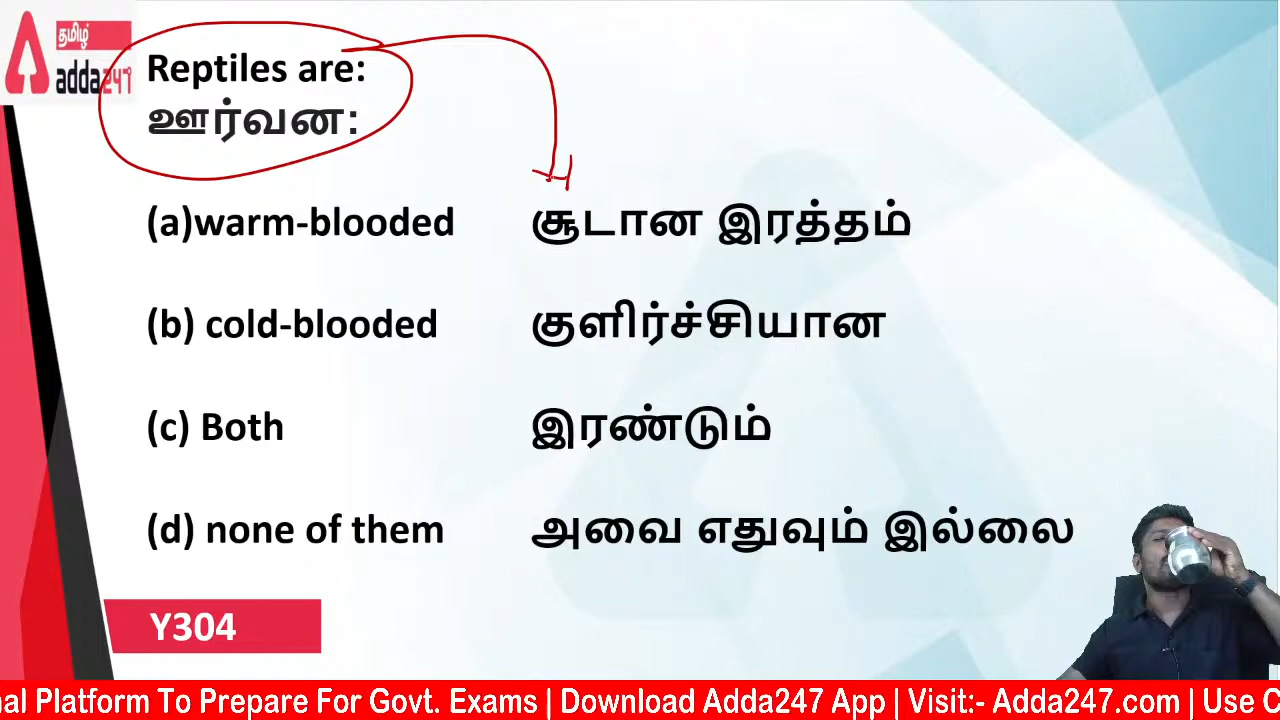 தமிழ்
adda247
Reptiles are:
ஊர்வன:
(a)warm-blooded சூடான இரத்தம்
(b) cold-blooded குளிர்ச்சியான
(c) Both இரண்டும்
(d) none of them அவை எதுவும் இல்லை
Y304
nal Platform To Prepare For Govt. Exams | Download Adda247 App | Visit:- Adda247.com | Use C